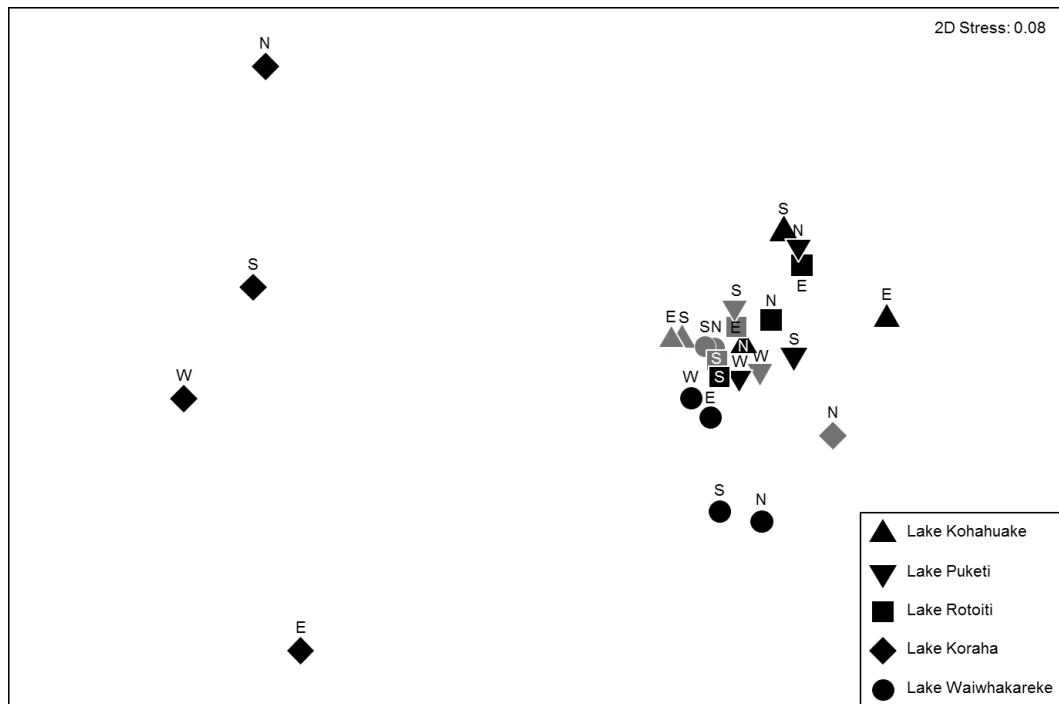 2D Stress: 0.08
N
S
N
S
E
E
S
N
E
E
S
S
N
N
S
S
W
W
S
W
W
E
N
S
N
E
Lake Kohahuake
Lake Puketi
Lake Rotoiti
Lake Koraha
Lake Waiwhakareke